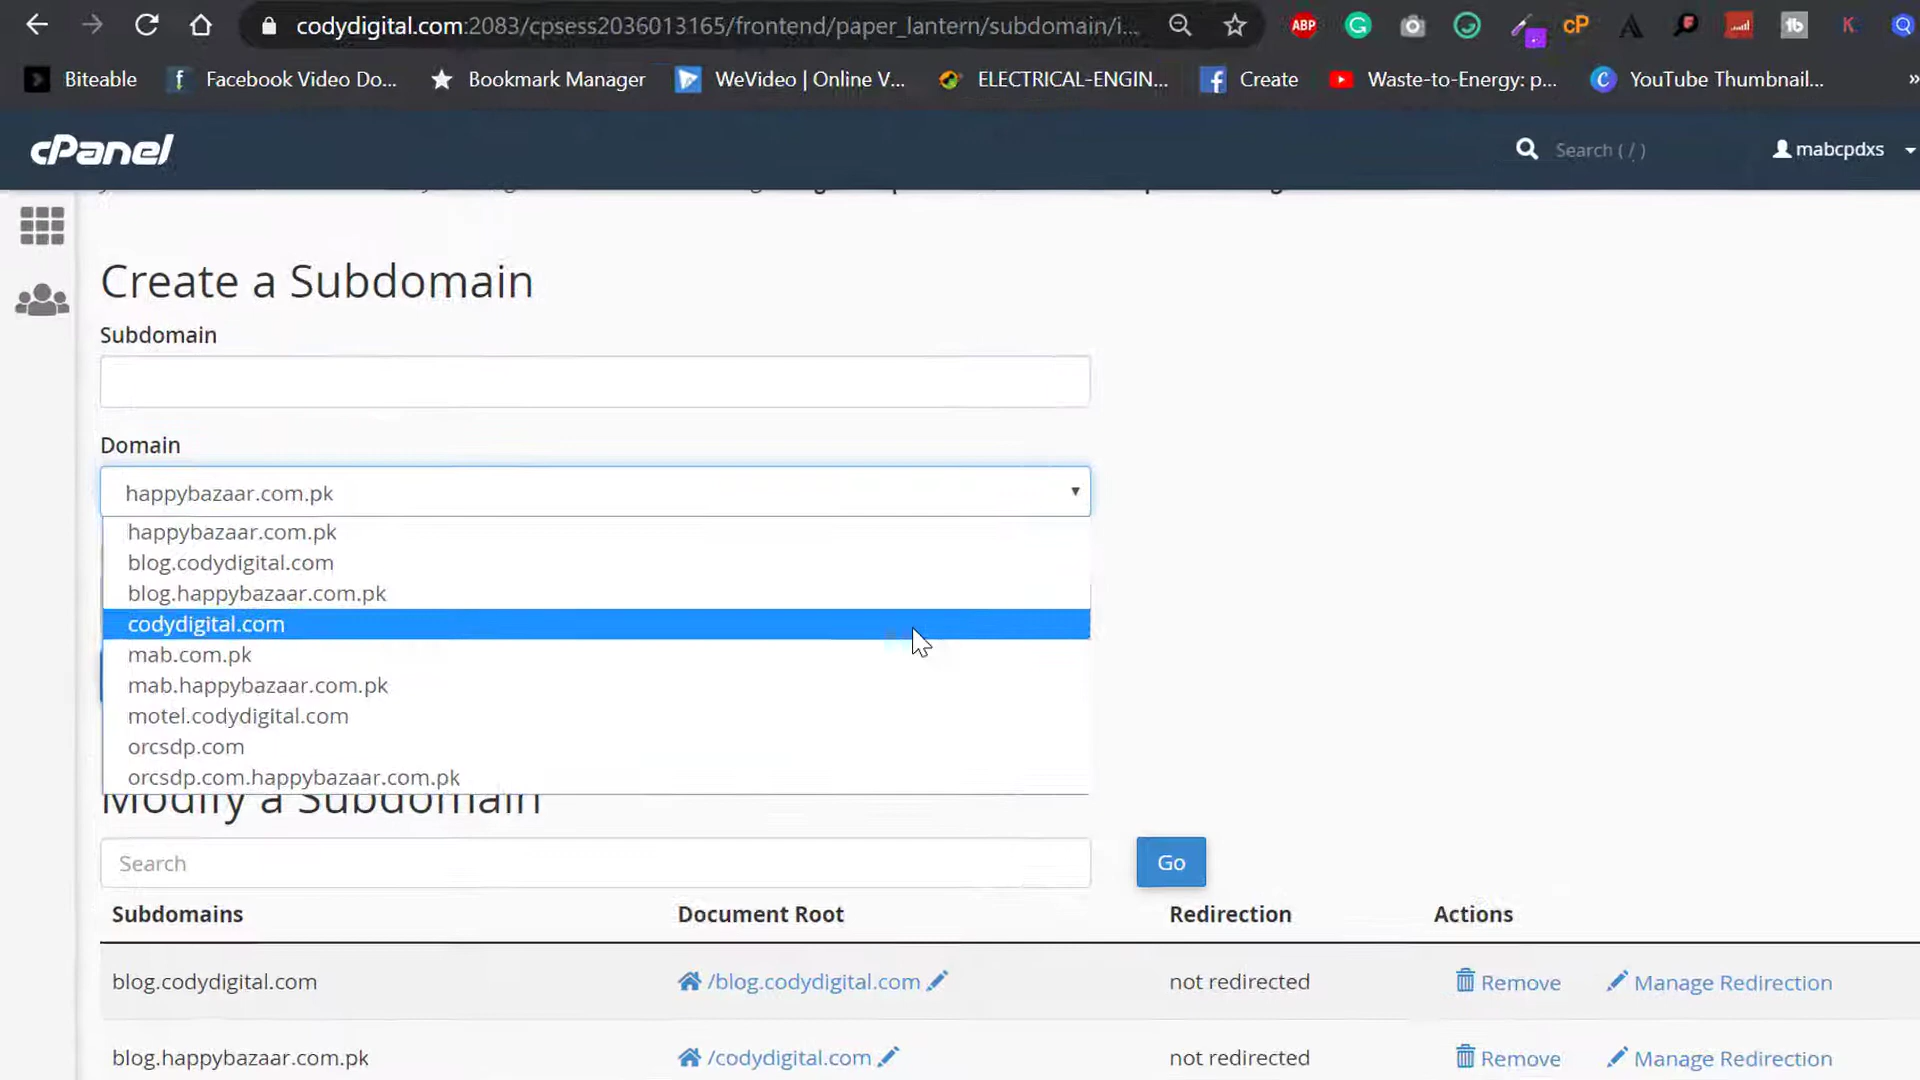 codydigital.com:2083/cpsess2036013165/frontend/paper_lantern/subdomain/i...
ABP
cP
tb
K
Biteable
Facebook Video Do...
Bookmark Manager
WeVideo | Online V...
ELECTRICAL-ENGIN...
Create
Waste-to-Energy: p...
YouTube Thumbnail...
»
cPanel
Search ( / )
mabcpdxs
Create a Subdomain
Subdomain
Domain
happybazaar.com.pk
happybazaar.com.pk
blog.codydigital.com
blog.happybazaar.com.pk
codydigital.com
mab.com.pk
mab.happybazaar.com.pk
motel.codydigital.com
orcsdp.com
orcsdp.com.happybazaar.com.pk
Modify a Subdomain
Search
Go
Subdomains Document Root Redirection Actions
blog.codydigital.com /blog.codydigital.com not redirected Remove Manage Redirection
blog.happybazaar.com.pk /codydigital.com not redirected Remove Manage Redirection